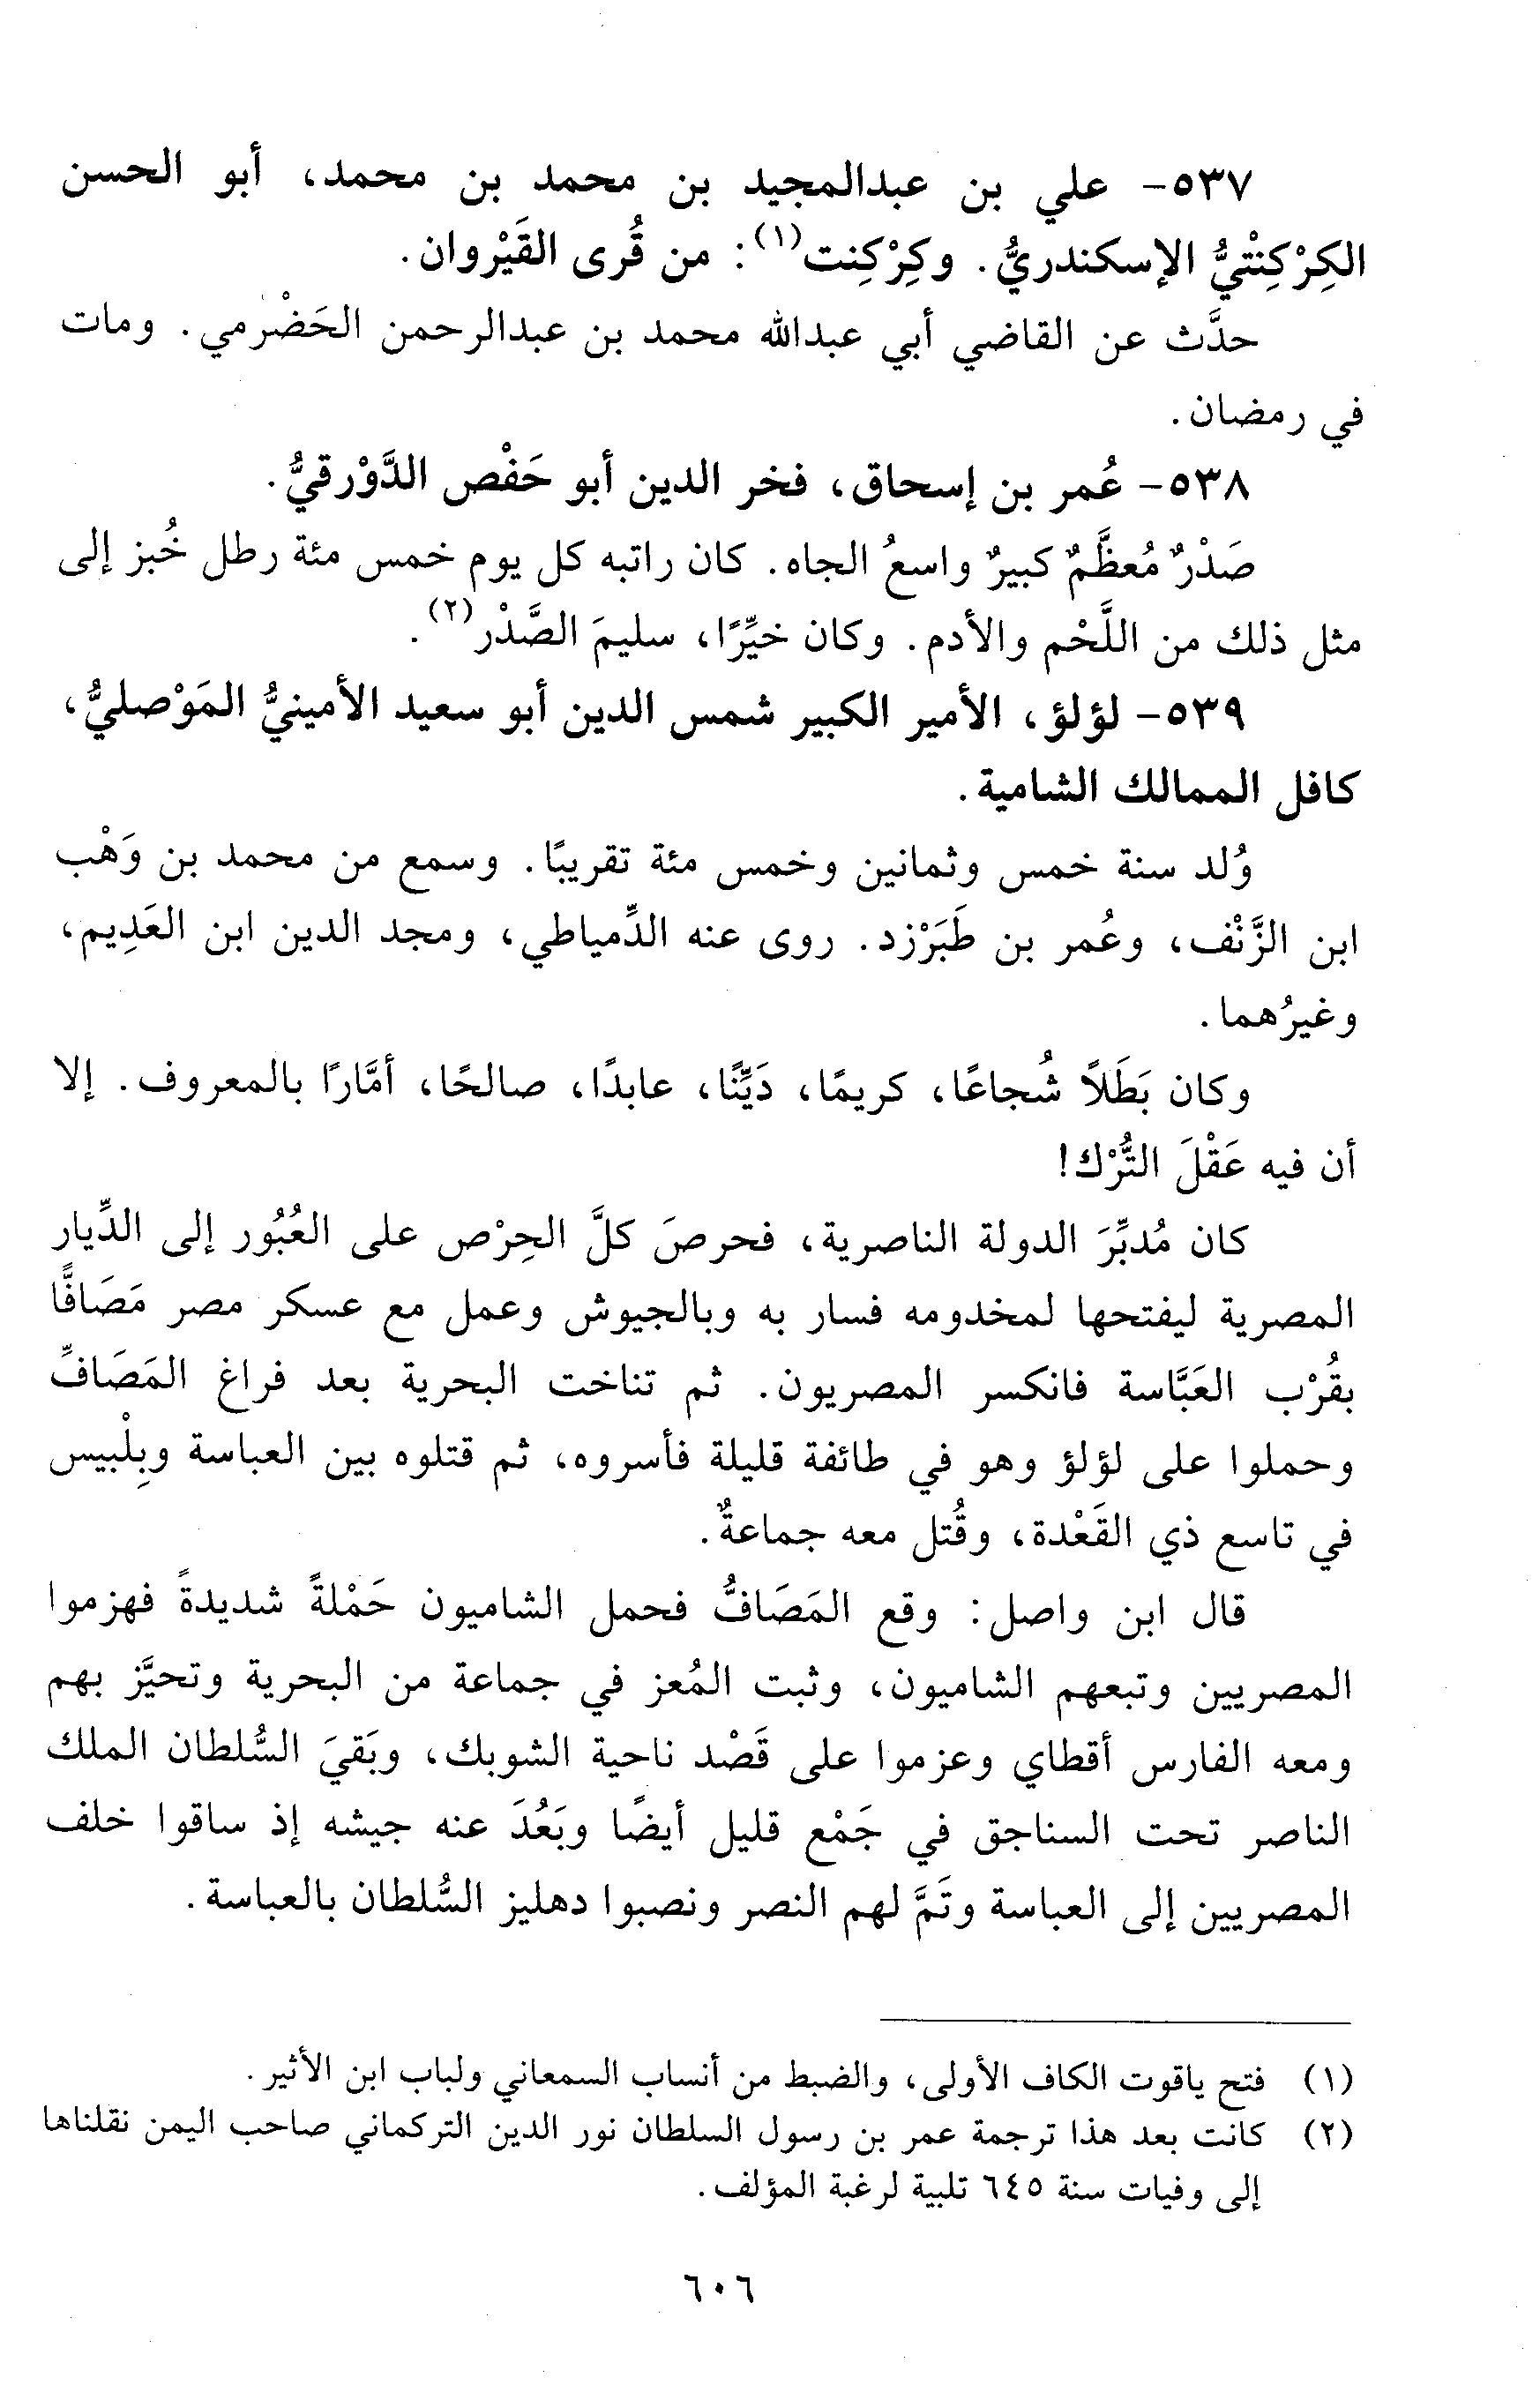 ٥٣٧- علي بن عبدالمجيد بن محمد بن محمد، أبو الحسن
الكِرْكِنْتيُّ الإسكندريُّ. وكِرْكِنت(١): من قُرى القَيْروان.
حدَّث عن القاضي أبي عبدالله محمد بن عبدالرحمن الحَضْرمي. ومات
في رمضان.
٥٣٨- عُمر بن إسحاق، فخر الدين أبو حَفْص الدَّوْرقيُّ.
صَدْرٌ مُعظَّمٌ كبيرٌ واسعُ الجاه. كان راتبه كل يوم خمس مئة رطل خُبز إلى
مثل ذلك من اللَّحْم والأدم. وكان خيِّرًا، سليمَ الصَّدْر(٢).
٥٣٩- لؤلؤ، الأمير الكبير شمس الدين أبو سعيد الأمينيُّ المَوْصليُّ،
كافل الممالك الشامية.
وُلد سنة خمس وثمانين وخمس مئة تقريبًا. وسمع من محمد بن وَهْب
ابن الزَّنْف، وعُمر بن طَبَرْزد. روى عنه الدِّمياطي، ومجد الدين ابن العَدِيم،
وغيرُهما.
وكان بَطَلاً شُجاعًا، كريمًا، دَيِّنًا، عابدًا، صالحًا، أمَّارًا بالمعروف. إلا
أن فيه عَقْلَ التُّرْك!
كان مُدبِّرَ الدولة الناصرية، فحرصَ كلَّ الحِرْص على العُبُور إلى الدِّيار
المصرية ليفتحها لمخدومه فسار به وبالجيوش وعمل مع عسكر مصر مَصَافًّا
بقُرْب العَبَّاسة فانكسر المصريون. ثم تناخت البحرية بعد فراغ المَصَافِّ
وحملوا على لؤلؤ وهو في طائفة قليلة فأسروه، ثم قتلوه بين العباسة وبِلْبيس
في تاسع ذي القَعْدة، وقُتل معه جماعةٌ.
قال ابن واصل: وقع المَصَافُّ فحمل الشاميون حَمْلةً شديدةً فهزموا
المصريين وتبعهم الشاميون، وثبت المُعز في جماعة من البحرية وتحيَّز بهم
ومعه الفارس أقطاي وعزموا على قَصْد ناحية الشوبك، وبَقيَ السُّلطان الملك
الناصر تحت السناجق في جَمْع قليل أيضًا وبَعُدَ عنه جيشه إذ ساقوا خلف
المصريين إلى العباسة وتَمَّ لهم النصر ونصبوا دهليز السُّلطان بالعباسة.
(١) فتح ياقوت الكاف الأولى، والضبط من أنساب السمعاني ولباب ابن الأثير.
(٢) كانت بعد هذا ترجمة عمر بن رسول السلطان نور الدين التركماني صاحب اليمن نقلناها
إلى وفيات سنة ٦٤٥ تلبية لرغبة المؤلف.
٦٠٦